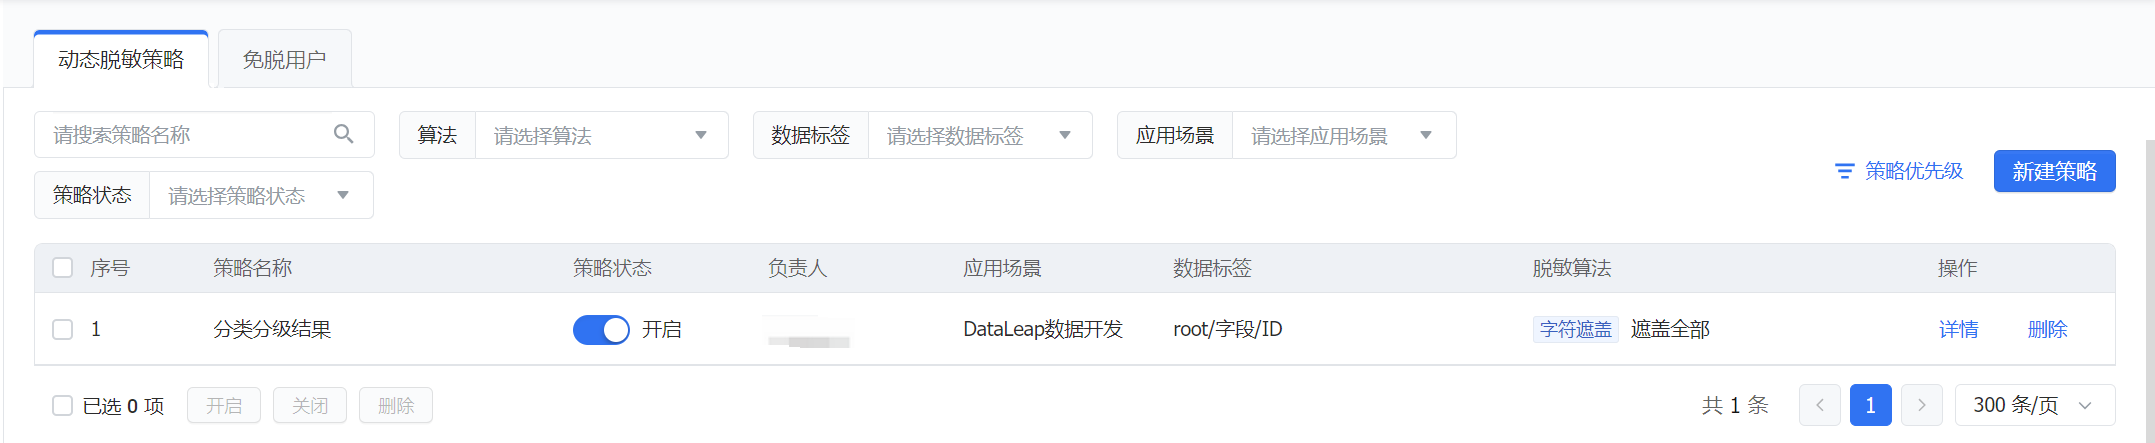 动态脱敏策略 免脱用户
请搜索策略名称 算法 请选择算法 数据标签 请选择数据标签 应用场景 请选择应用场景
策略优先级 新建策略
策略状态 请选择策略状态
序号 策略名称 策略状态 负责人 应用场景 数据标签 脱敏算法 操作
1 分类分级结果 开启 DataLeap数据开发 root/字段/ID 字符遮盖 遮盖全部 详情 删除
已选 0 项 开启 关闭 删除 共 1 条 1 300 条/页